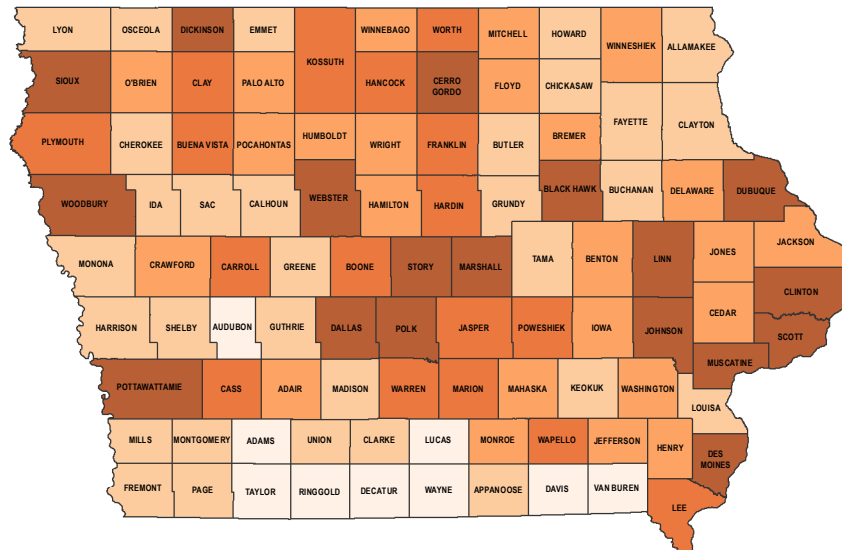 LYON
OSCEOLA
DICKINSON
EMMET
KOSSUTH
WINNEBAGO
WORTH
MITCHELL
HOWARD
WINNESHIEK
ALLAMAKEE
SIOUX
O'BRIEN
CLAY
PALO ALTO
HANCOCK
CERRO
GORDO
FLOYD
CHICKASAW
FAYETTE
CLAYTON
PLYMOUTH
CHEROKEE
BUENA VISTA
POCAHONTAS
HUMBOLDT
WRIGHT
FRANKLIN
BUTLER
BREMER
WOODBURY
IDA
SAC
CALHOUN
WEBSTER
HAMILTON
HARDIN
GRUNDY
BLACK HAWK
BUCHANAN
DELAWARE
DUBUQUE
MONONA
CRAWFORD
CARROLL
GREENE
BOONE
STORY
MARSHALL
TAMA
BENTON
LINN
JONES
JACKSON
CLINTON
HARRISON
SHELBY
AUDUBON
GUTHRIE
DALLAS
POLK
JASPER
POWESHIEK
IOWA
JOHNSON
CEDAR
SCOTT
MUSCATINE
POTTAWATTAMIE
CASS
ADAIR
MADISON
WARREN
MARION
MAHASKA
KEOKUK
WASHINGTON
LOUISA
MILLS
MONTGOMERY
ADAMS
UNION
CLARKE
LUCAS
MONROE
WAPELLO
JEFFERSON
HENRY
DES
MOINES
FREMONT
PAGE
TAYLOR
RINGGOLD
DECATUR
WAYNE
APPANOOSE
DAVIS
VAN BUREN
LEE